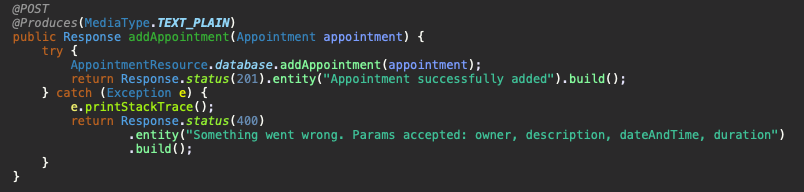 @POST
@Produces(MediaType.TEXT_PLAIN)
public Response addAppointment(Appointment appointment) {
    try {
        AppointmentResource.database.addAppointment(appointment);
        return Response.status(201).entity("Appointment successfully added").build();
    } catch (Exception e) {
        e.printStackTrace();
        return Response.status(400)
                .entity("Something went wrong. Params accepted: owner, description, dateAndTime, duration")
                .build();
    }
}